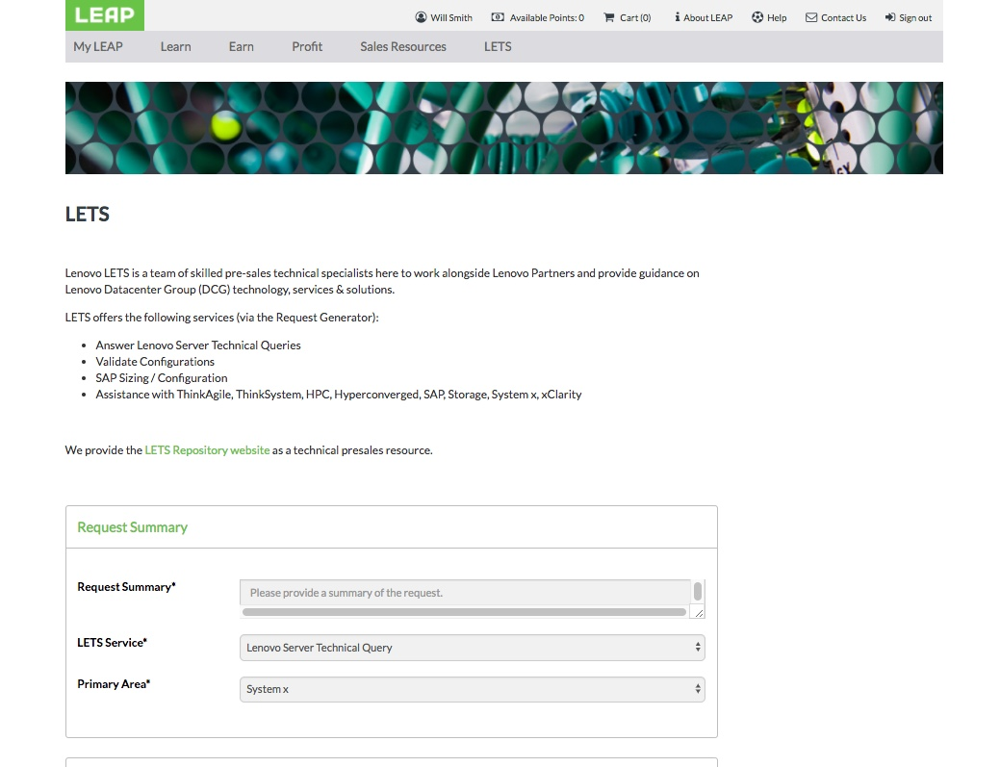 LEAP
Will Smith Available Points: 0 Cart (0) About LEAP Help Contact Us Sign out
My LEAP Learn Earn Profit Sales Resources LETS
LETS
Lenovo LETS is a team of skilled pre-sales technical specialists here to work alongside Lenovo Partners and provide guidance on
Lenovo Datacenter Group (DCG) technology, services & solutions.
LETS offers the following services (via the Request Generator):
• Answer Lenovo Server Technical Queries
• Validate Configurations
• SAP Sizing / Configuration
• Assistance with ThinkAgile, ThinkSystem, HPC, Hyperconverged, SAP, Storage, System x, xClarity
We provide the LETS Repository website as a technical presales resource.
Request Summary
Request Summary* Please provide a summary of the request.
LETS Service* Lenovo Server Technical Query
Primary Area* System x